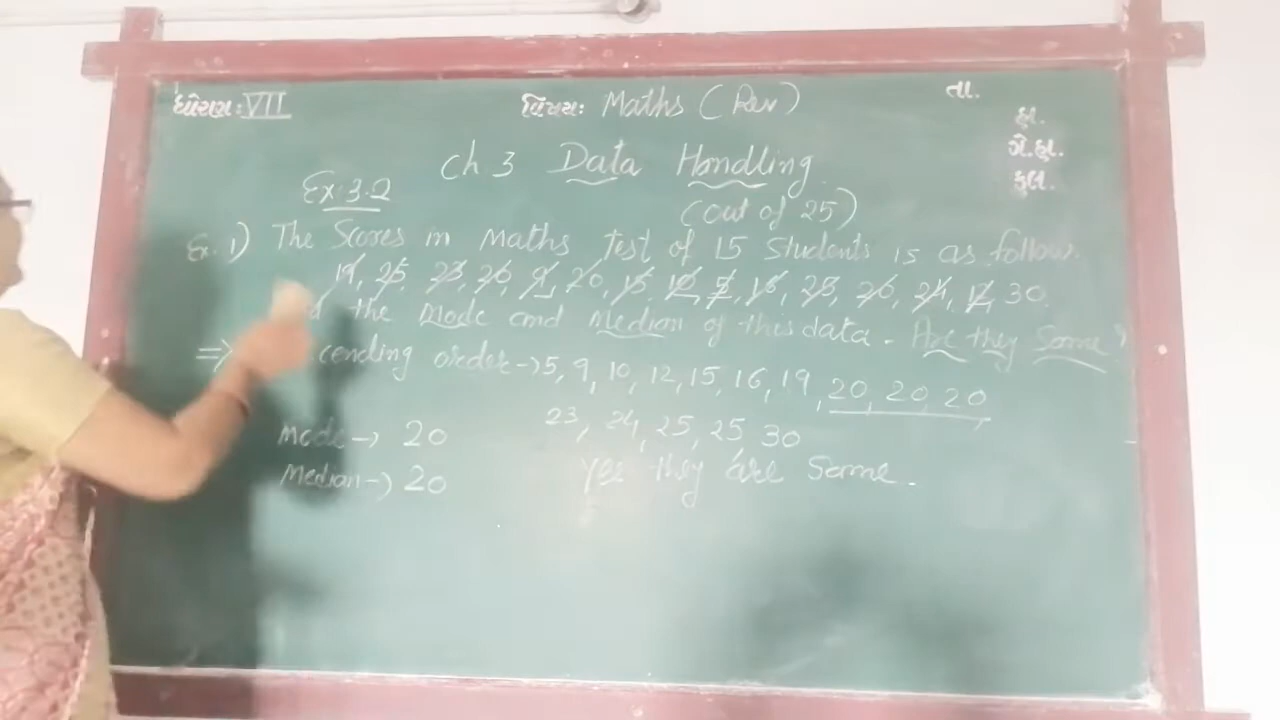 ધોરણ: VII વિષય: Maths (Rev) તા.
હા.
ગે.હા.
કુલ.
Ch 3 Data Handling
Ex: 3.2 (out of 25)
Ex. 1) The Scores in Maths test of 15 Students is as follow.
19, 25, 23, 20, 9, 20, 15, 10, 5, 16, 25, 20, 24, 12, 30
the Mode and Median of this data. Are they Same?
⇒ cending order → 5, 9, 10, 12, 15, 16, 19, 20, 20, 20,
23, 24, 25, 25, 30
Mode → 20
Median → 20 Yes they are Same.